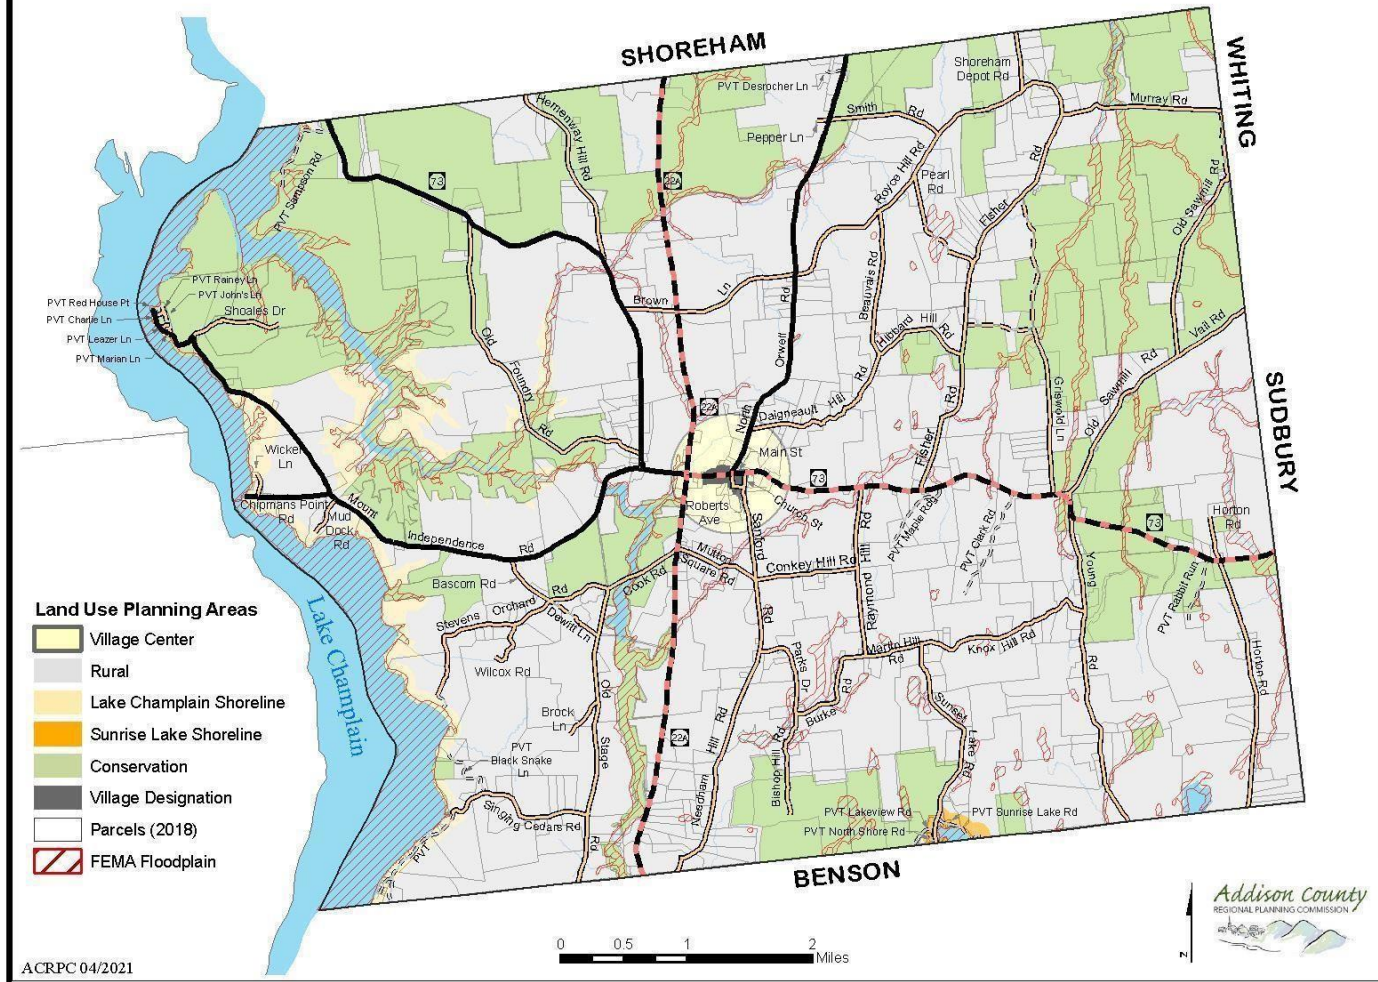 SHOREHAM
WHITING
SUDBURY
BENSON
PVT Desrocher Ln
Shoreham
Depot Rd
Murray Rd
Smith Rd
Pepper Ln
Hemenway Hill Rd
73
22A
PVT Sampson Rd
Royce Hill Rd
Pearl
Rd
Fisher Rd
Old Sawmill Rd
PVT Rainey Ln
PVT John's Ln
PVT Red House Pt
Shoales Dr
PVT Charlie Ln
PVT Leazer Ln
PVT Marian Ln
Brown Ln
Beauvais Rd
Hibbard Hill Rd
Vail Rd
Old Foundry Rd
North Orwell Rd
Daigneault Hill Rd
22A
Fisher Rd
Griswold Ln
Old Sawmill Rd
Wicker
Ln
Main St
73
Chipmans Point
Rd
Mud
Dock
Rd
Mount Independence Rd
Roberts
Ave
Church St
Sanford Rd
PVT Maple Rdg
PVT Clark Rd
Horton
Rd
73
Mutton
Square Rd
Conkey Hill Rd
Raymond Hill Rd
Young Rd
PVT Rabbit Run
Bascom Rd
Cook Rd
Stevens Orchard Rd
Dewitt Ln
Wilcox Rd
Parks Dr
Martin Hill
Rd
Knox Hill Rd
Horton Rd
Brock
Ln
Old Stage Rd
Burke Rd
Sunset Lake Rd
22A
Needham Hill Rd
Bishop Hill Rd
PVT
Black Snake
Ln
PVT Singing Cedars Rd
PVT Lakeview Rd
PVT Sunrise Lake Rd
PVT North Shore Rd
Lake Champlain
Land Use Planning Areas
Village Center
Rural
Lake Champlain Shoreline
Sunrise Lake Shoreline
Conservation
Village Designation
Parcels (2018)
FEMA Floodplain
0 0.5 1 2
Miles
N
Addison County
REGIONAL PLANNING COMMISSION
ACRPC 04/2021